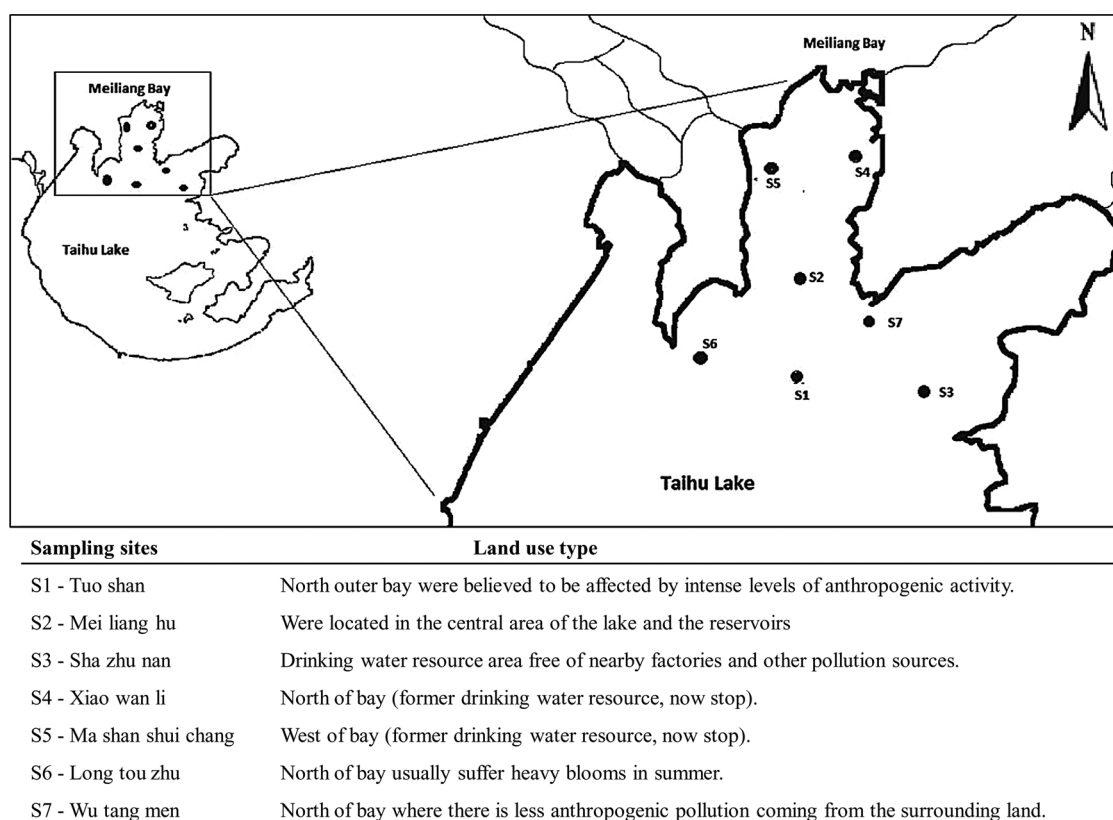 Meiliang Bay
Taihu Lake
Meiliang Bay
N
S5
S4
S2
S7
S6
S1
S3
Taihu Lake
Sampling sites Land use type
S1 - Tuo shan North outer bay were believed to be affected by intense levels of anthropogenic activity.
S2 - Mei liang hu Were located in the central area of the lake and the reservoirs
S3 - Sha zhu nan Drinking water resource area free of nearby factories and other pollution sources.
S4 - Xiao wan li North of bay (former drinking water resource, now stop).
S5 - Ma shan shui chang West of bay (former drinking water resource, now stop).
S6 - Long tou zhu North of bay usually suffer heavy blooms in summer.
S7 - Wu tang men North of bay where there is less anthropogenic pollution coming from the surrounding land.